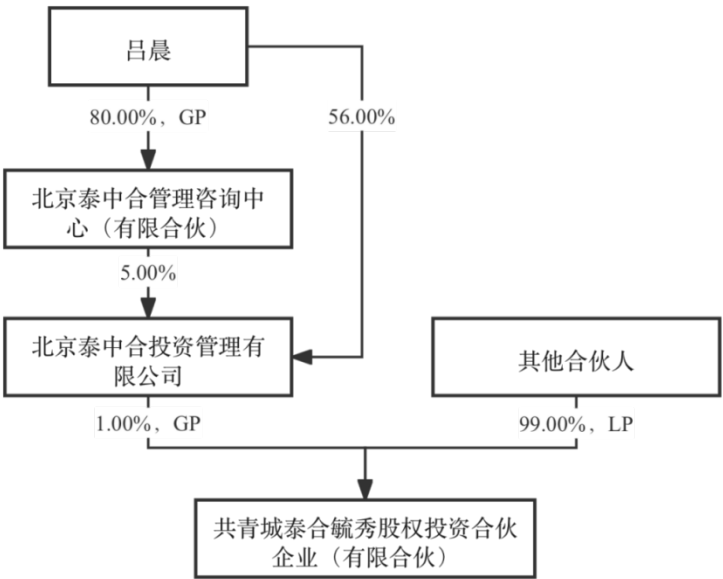 吕晨
80.00%，GP
56.00%
北京泰中合管理咨询中
心（有限合伙）
5.00%
北京泰中合投资管理有
限公司
其他合伙人
1.00%，GP
99.00%，LP
共青城泰合毓秀股权投资合伙
企业（有限合伙）